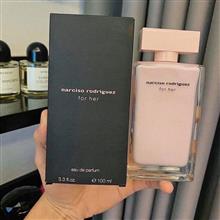 narciso rodriguez
for her
eau de parfum
3.3 fl.oz. ℮ 100 ml
narciso rodriguez
for her